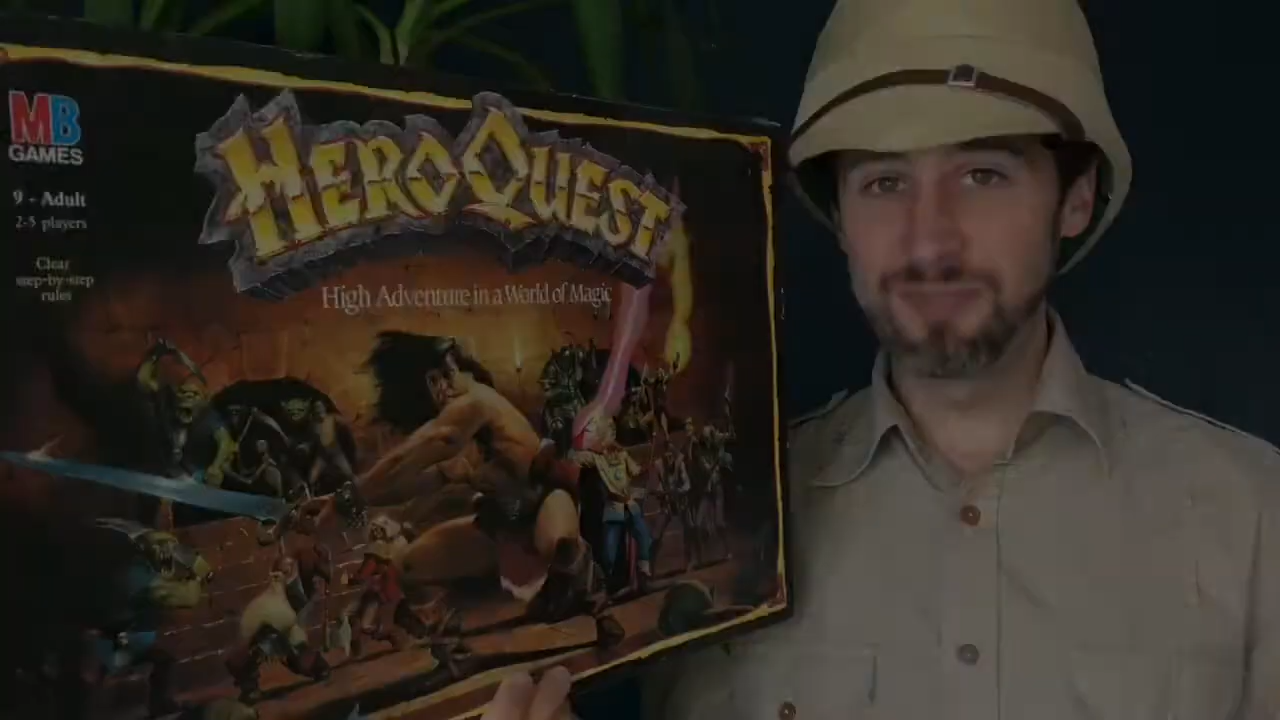 MB
GAMES
9 - Adult
2-5 players
Clear
step-by-step
rules
HEROQUEST
High Adventure in a World of Magic